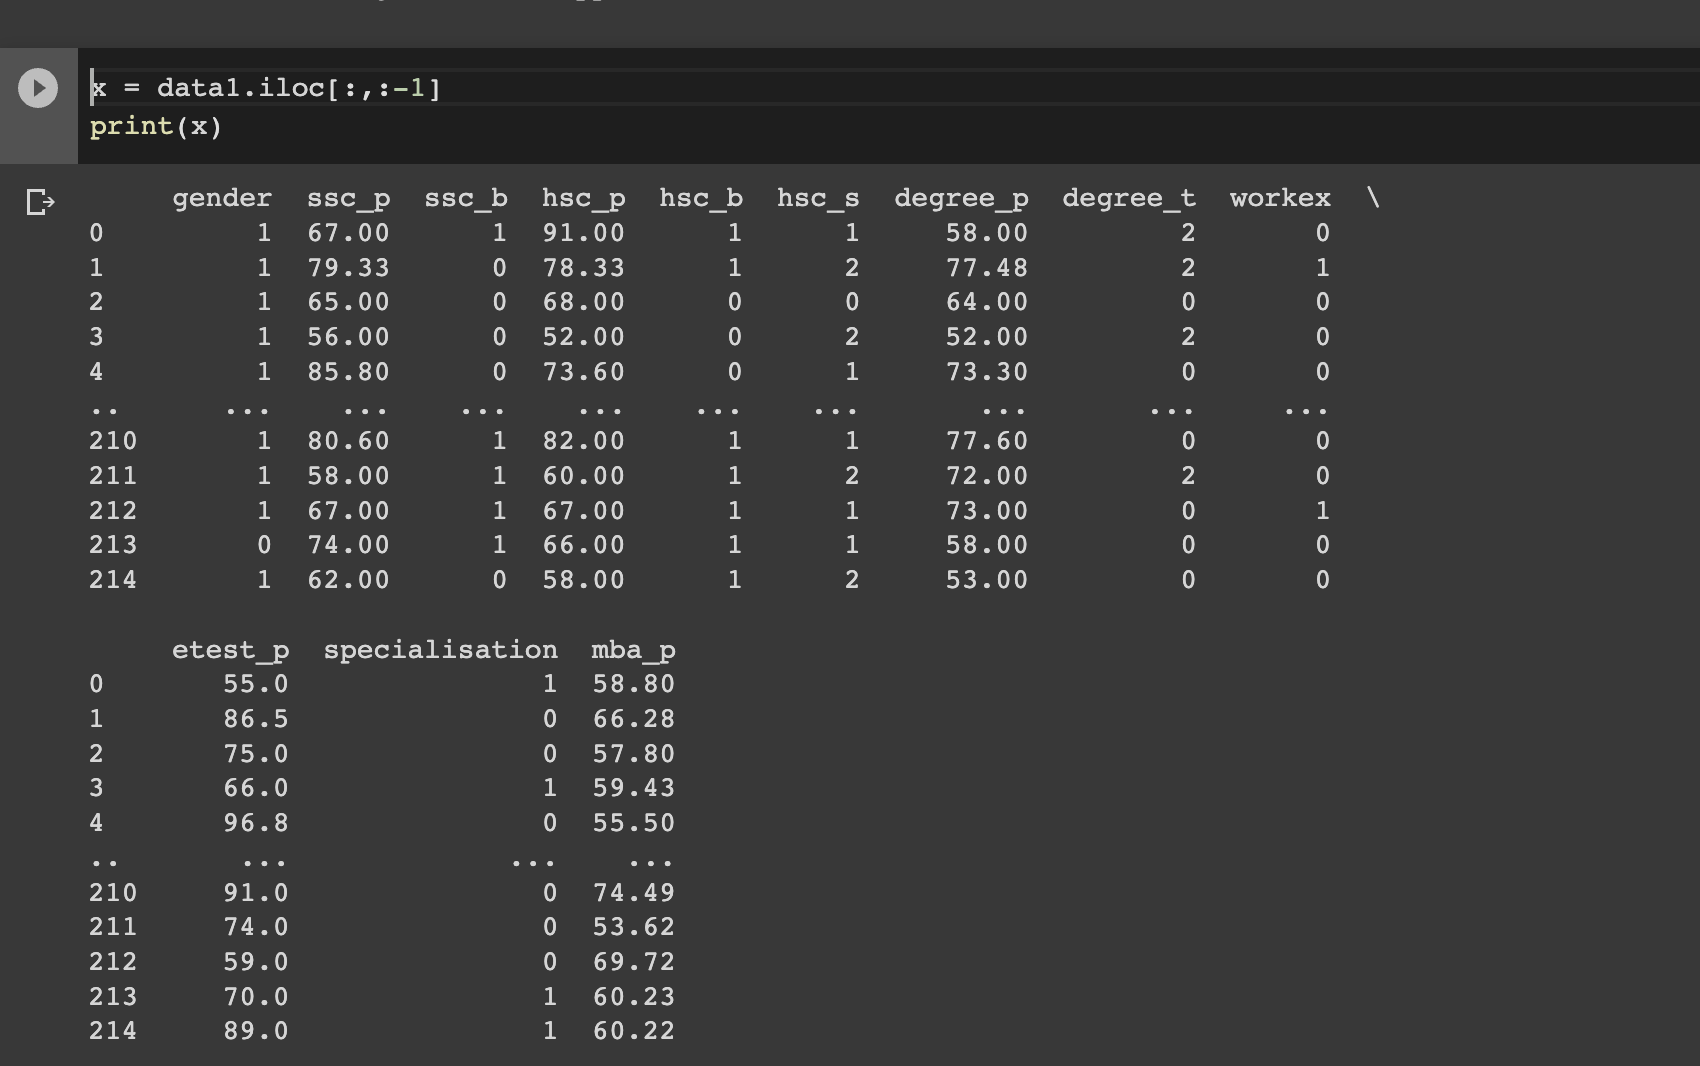 x = data1.iloc[:,:-1]
print(x)
gender ssc_p ssc_b hsc_p hsc_b hsc_s degree_p degree_t workex \
0 1 67.00 1 91.00 1 1 58.00 2 0
1 1 79.33 0 78.33 1 2 77.48 2 1
2 1 65.00 0 68.00 0 0 64.00 0 0
3 1 56.00 0 52.00 0 2 52.00 2 0
4 1 85.80 0 73.60 0 1 73.30 0 0
.. ... ... ... ... ... ... ... ... ...
210 1 80.60 1 82.00 1 1 77.60 0 0
211 1 58.00 1 60.00 1 2 72.00 2 0
212 1 67.00 1 67.00 1 1 73.00 0 1
213 0 74.00 1 66.00 1 1 58.00 0 0
214 1 62.00 0 58.00 1 2 53.00 0 0
etest_p specialisation mba_p
0 55.0 1 58.80
1 86.5 0 66.28
2 75.0 0 57.80
3 66.0 1 59.43
4 96.8 0 55.50
.. ... ... ...
210 91.0 0 74.49
211 74.0 0 53.62
212 59.0 0 69.72
213 70.0 1 60.23
214 89.0 1 60.22